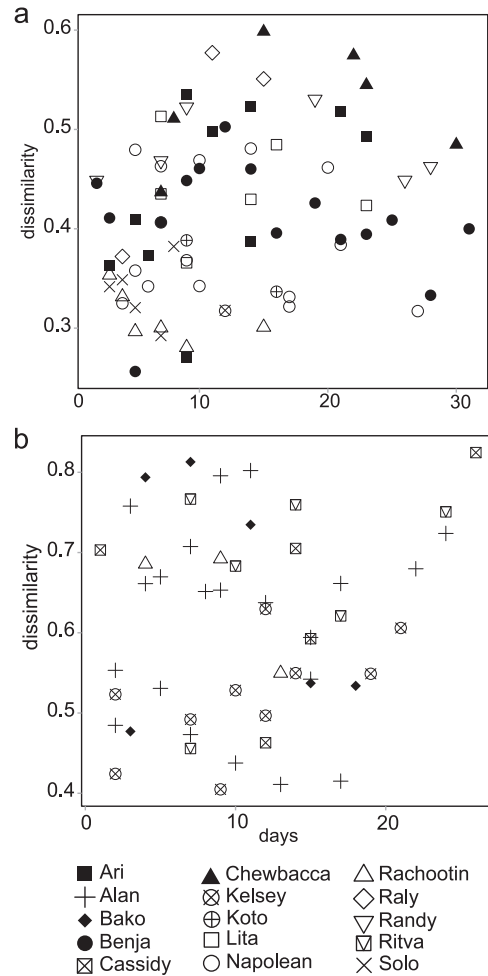 a
0.6
0.5
0.4
0.3
dissimilarity
0 10 20 30
b
0.8
0.7
0.6
0.5
0.4
dissimilarity
0 10 20
days
Ari Chewbacca Rachootin
Alan Kelsey Raly
Bako Koto Randy
Benja Lita Ritva
Cassidy Napolean Solo